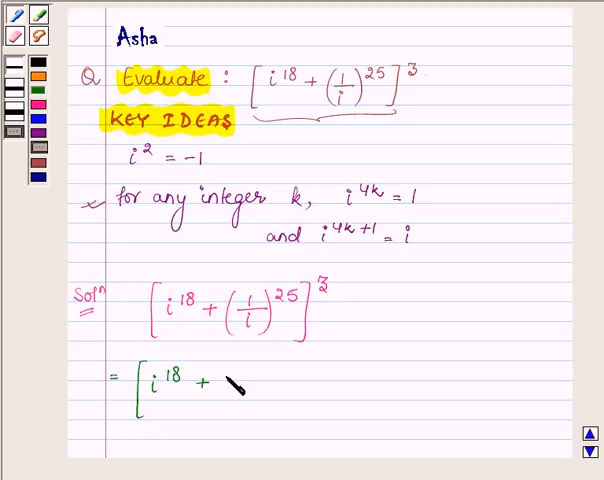 Asha
Q Evaluate : [ i^18 + (1/i)^25 ]^3
KEY IDEAS
i^2 = -1
for any integer k, i^4k = 1
and i^4k+1 = i
Solⁿ [ i^18 + (1/i)^25 ]^3
= [ i^18 +